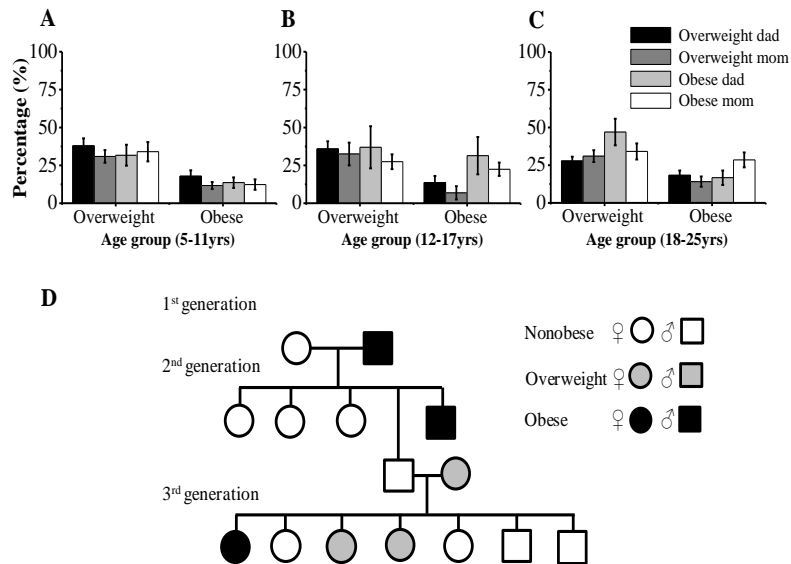 A
B
C
Overweight dad
Overweight mom
Obese dad
Obese mom
Percentage (%)
100
75
50
25
0
Overweight Obese
Age group (5-11yrs)
100
75
50
25
0
Overweight Obese
Age group (12-17yrs)
100
75
50
25
0
Overweight Obese
Age group (18-25yrs)
D
1st generation
2nd generation
3rd generation
Nonobese ♀ ♂
Overweight ♀ ♂
Obese ♀ ♂